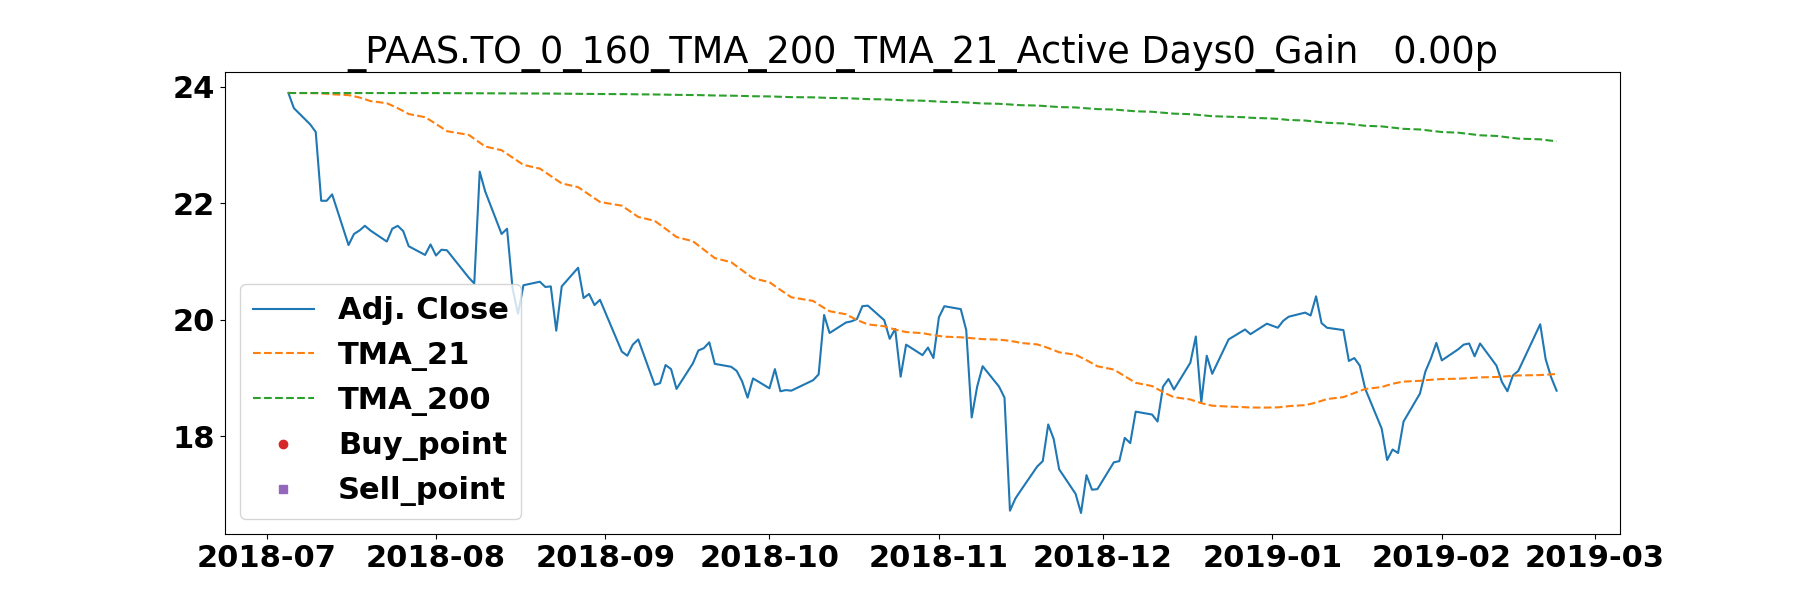 _PAAS.TO_0_160_TMA_200_TMA_21_Active Days0_Gain   0.00p
24
22
20
18
Adj. Close
TMA_21
TMA_200
Buy_point
Sell_point
2018-07 2018-08 2018-09 2018-10 2018-11 2018-12 2019-01 2019-02 2019-03